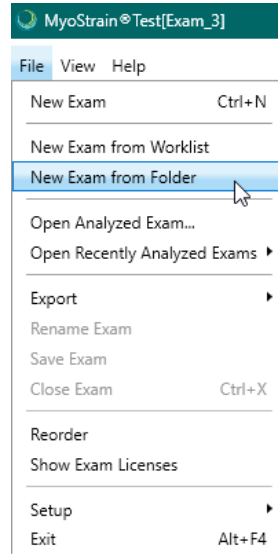 MyoStrain®Test[Exam_3]
File View Help
New Exam Ctrl+N
New Exam from Worklist
New Exam from Folder
Open Analyzed Exam...
Open Recently Analyzed Exams
Export
Rename Exam
Save Exam
Close Exam Ctrl+X
Reorder
Show Exam Licenses
Setup
Exit Alt+F4